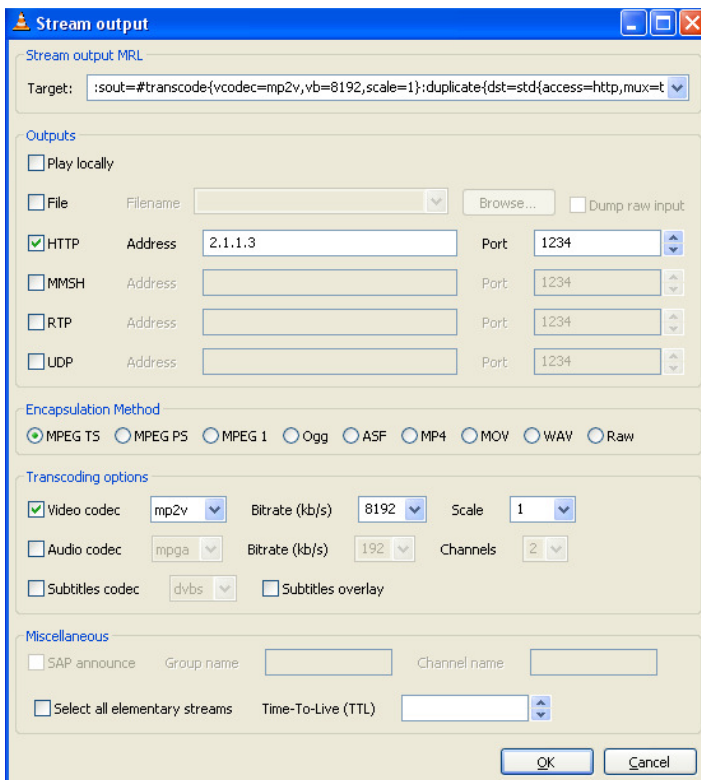 Stream output
Stream output MRL
Target: :sout=#transcode{vcodec=mp2v,vb=8192,scale=1}:duplicate{dst=std{access=http,mux=t
Outputs
Play locally
File Filename Browse... Dump raw input
HTTP Address 2.1.1.3 Port 1234
MMSH Address Port 1234
RTP Address Port 1234
UDP Address Port 1234
Encapsulation Method
MPEG TS MPEG PS MPEG 1 Ogg ASF MP4 MOV WAV Raw
Transcoding options
Video codec mp2v Bitrate (kb/s) 8192 Scale 1
Audio codec mpga Bitrate (kb/s) 192 Channels 2
Subtitles codec dvbs Subtitles overlay
Miscellaneous
SAP announce Group name Channel name
Select all elementary streams Time-To-Live (TTL)
OK Cancel